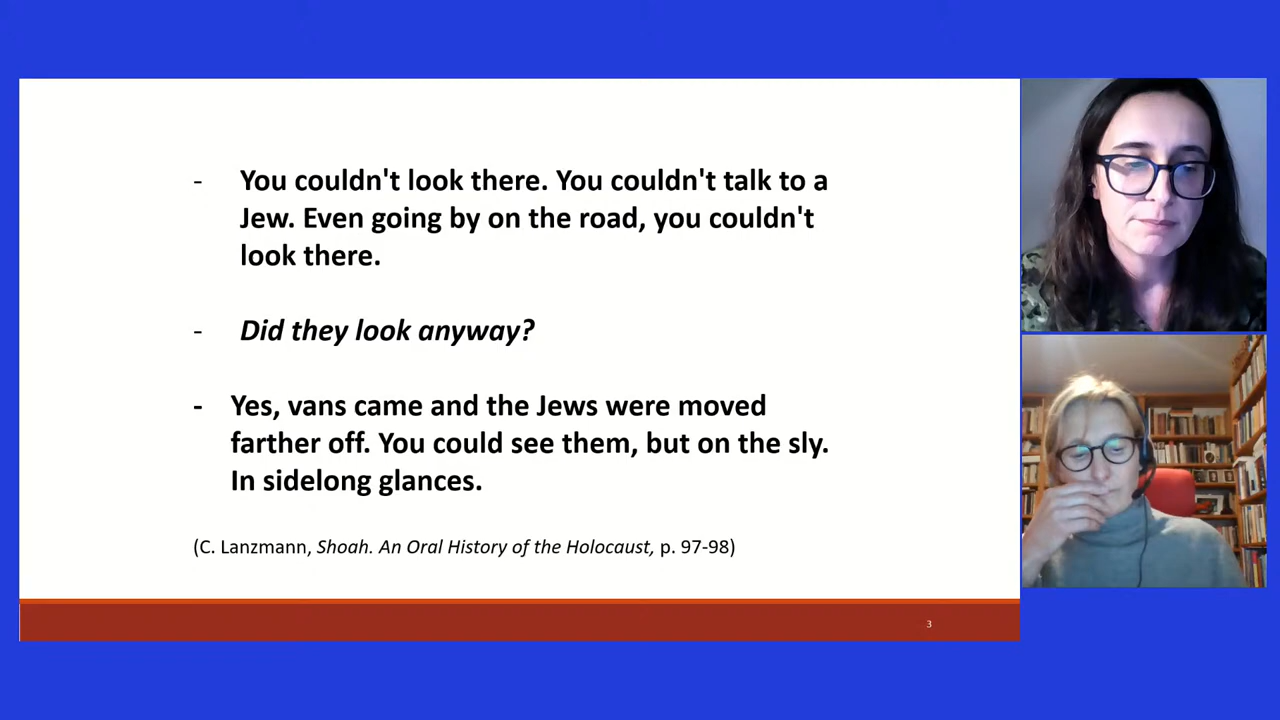 - You couldn't look there. You couldn't talk to a
Jew. Even going by on the road, you couldn't
look there.
- Did they look anyway?
- Yes, vans came and the Jews were moved
farther off. You could see them, but on the sly.
In sidelong glances.
(C. Lanzmann, Shoah. An Oral History of the Holocaust, p. 97-98)
3